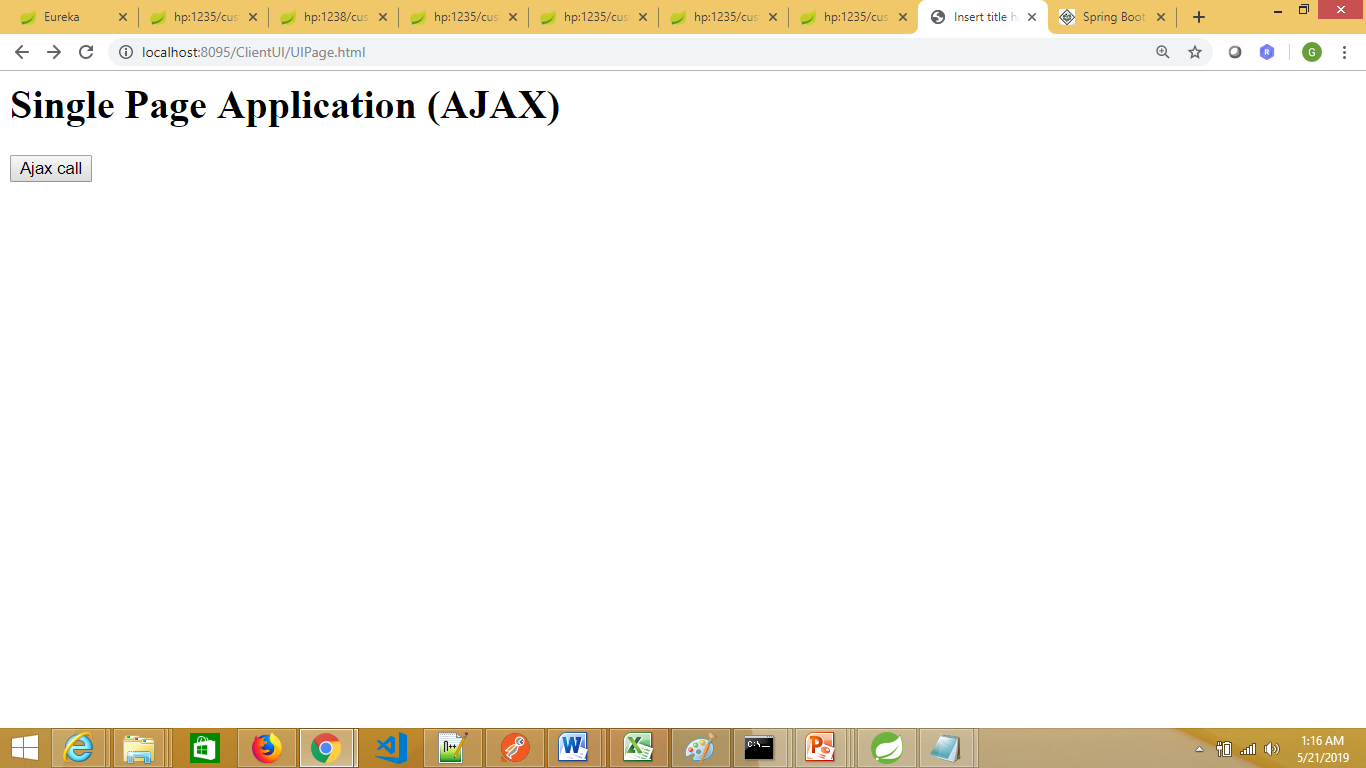 Eureka
hp:1235/cus
hp:1238/cus
hp:1235/cus
hp:1235/cus
hp:1235/cus
hp:1235/cus
Insert title h
Spring Boot
localhost:8095/ClientUI/UIPage.html
R
G
Single Page Application (AJAX)
Ajax call
N++
W
X
C:\_
P
1:16 AM
5/21/2019